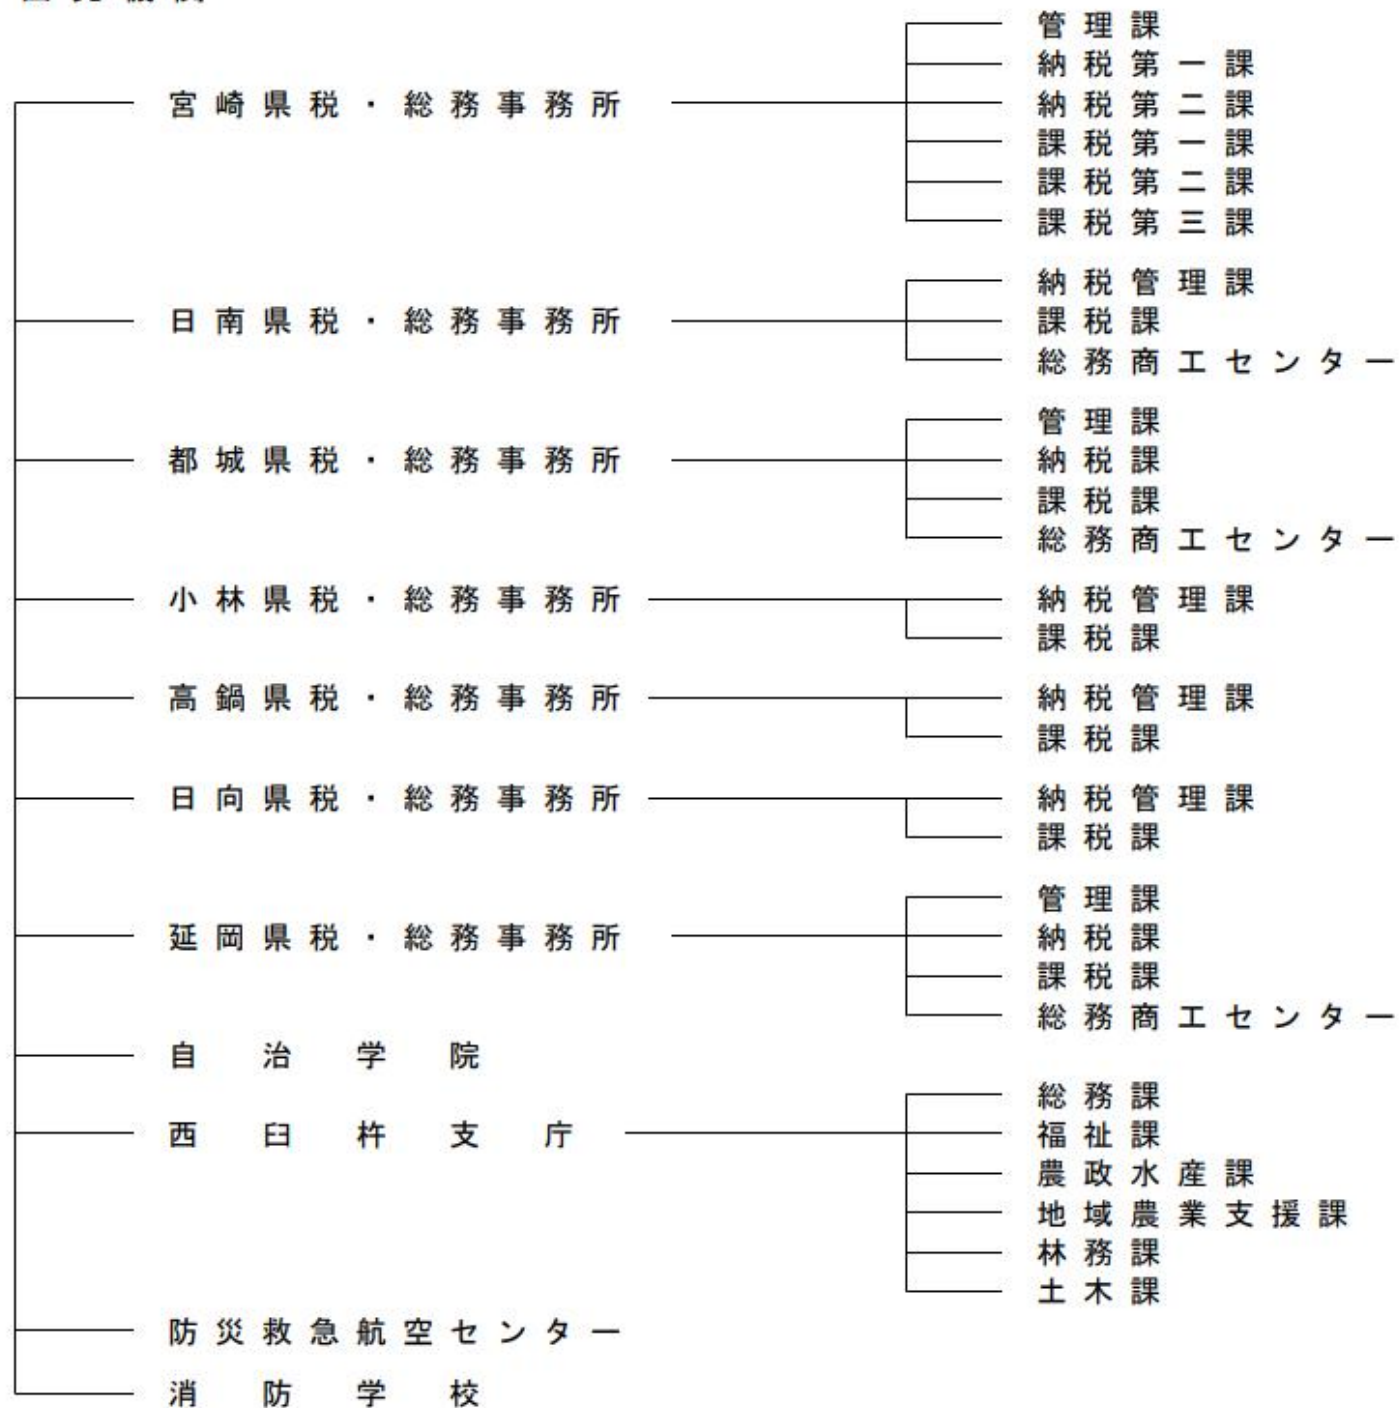 宮崎県税・総務事務所
管理課
納税第一課
納税第二課
課税第一課
課税第二課
課税第三課
日南県税・総務事務所
納税管理課
課税課
総務商工センター
都城県税・総務事務所
管理課
納税課
課税課
総務商工センター
小林県税・総務事務所
納税管理課
課税課
高鍋県税・総務事務所
納税管理課
課税課
日向県税・総務事務所
納税管理課
課税課
延岡県税・総務事務所
管理課
納税課
課税課
総務商工センター
自治学院
西臼杵支庁
総務課
福祉課
農政水産課
地域農業支援課
林務課
土木課
防災救急航空センター
消防学校